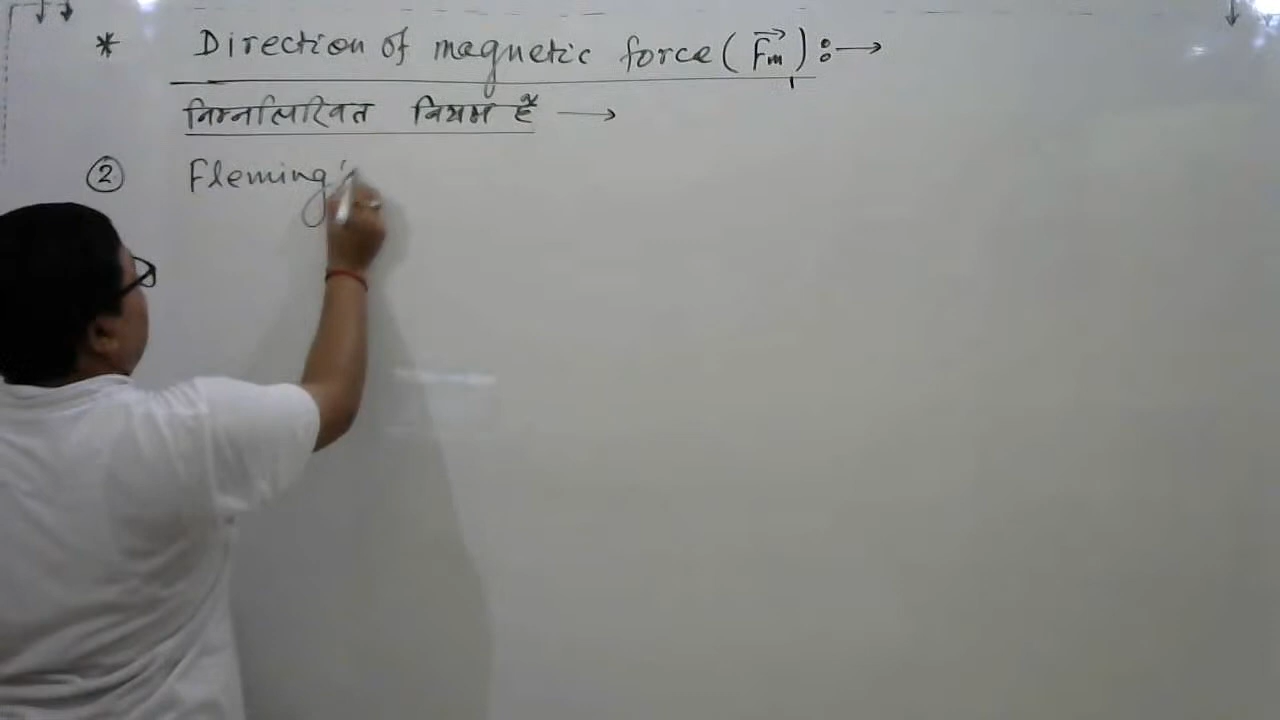 * Direction of magnetic force (F⃗m) :→
निम्नलिखित नियम हैं →
② Fleming's